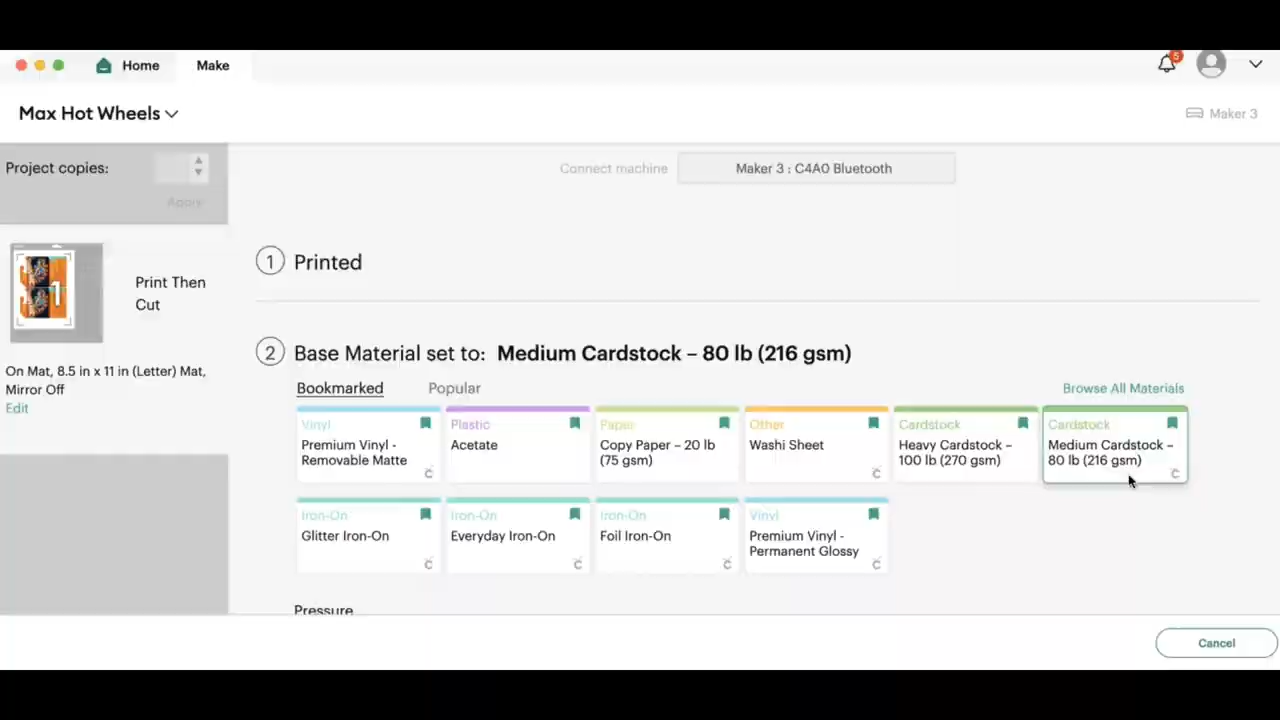 Home
Make
5
Max Hot Wheels
Maker 3
Project copies:
Apply
Connect machine
Maker 3 : C4A0 Bluetooth
Print Then
Cut
On Mat, 8.5 in x 11 in (Letter) Mat,
Mirror Off
Edit
1 Printed
2 Base Material set to: Medium Cardstock – 80 lb (216 gsm)
Bookmarked
Popular
Browse All Materials
Vinyl
Premium Vinyl -
Removable Matte
Plastic
Acetate
Paper
Copy Paper – 20 lb
(75 gsm)
Other
Washi Sheet
Cardstock
Heavy Cardstock –
100 lb (270 gsm)
Cardstock
Medium Cardstock –
80 lb (216 gsm)
Iron-On
Glitter Iron-On
Iron-On
Everyday Iron-On
Iron-On
Foil Iron-On
Vinyl
Premium Vinyl -
Permanent Glossy
Pressure
Cancel